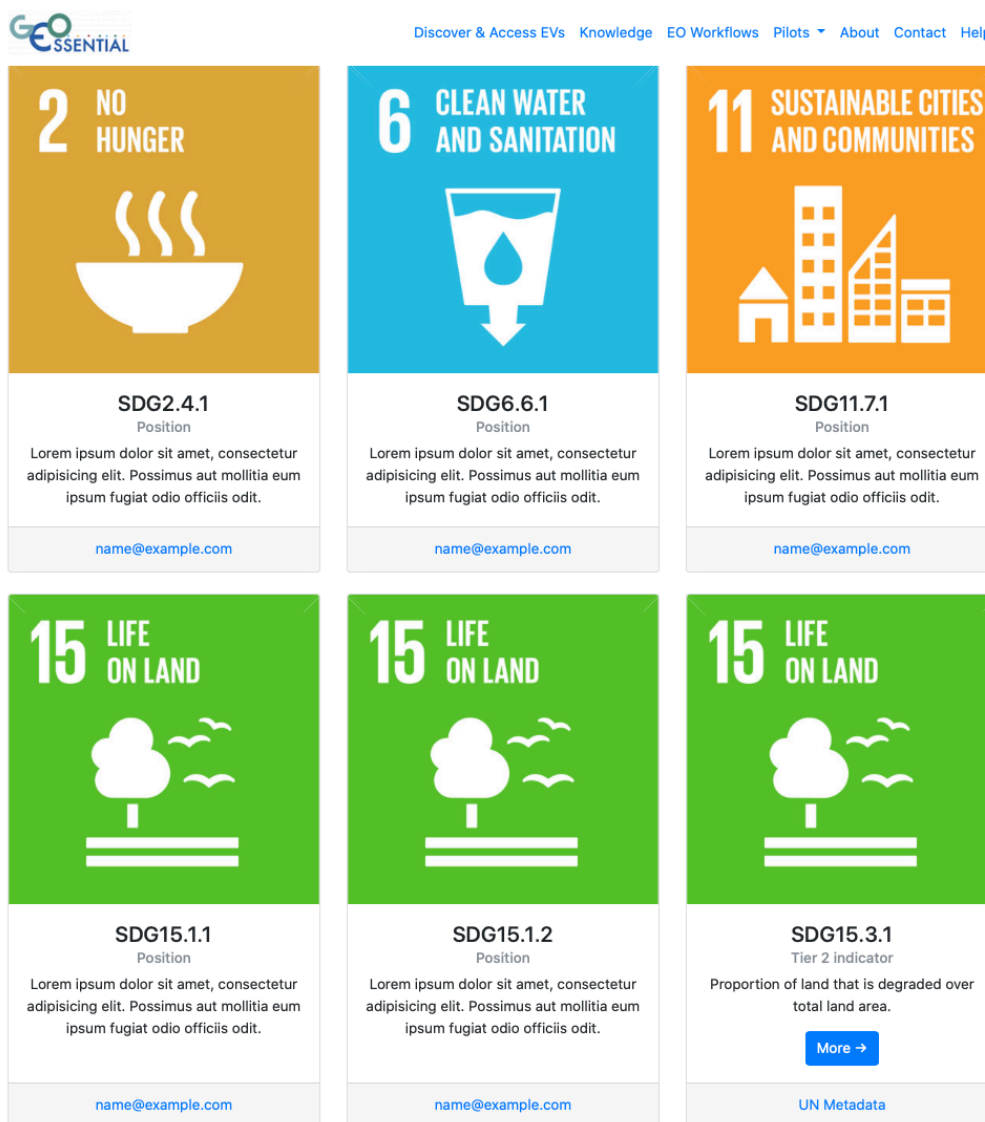 GEO ESSENTIAL
Discover & Access EVs Knowledge EO Workflows Pilots About Contact Help
2 NO HUNGER
6 CLEAN WATER AND SANITATION
11 SUSTAINABLE CITIES AND COMMUNITIES
SDG2.4.1
Position
Lorem ipsum dolor sit amet, consectetur
adipisicing elit. Possimus aut mollitia eum
ipsum fugiat odio officiis odit.
name@example.com
SDG6.6.1
Position
Lorem ipsum dolor sit amet, consectetur
adipisicing elit. Possimus aut mollitia eum
ipsum fugiat odio officiis odit.
name@example.com
SDG11.7.1
Position
Lorem ipsum dolor sit amet, consectetur
adipisicing elit. Possimus aut mollitia eum
ipsum fugiat odio officiis odit.
name@example.com
15 LIFE ON LAND
15 LIFE ON LAND
15 LIFE ON LAND
SDG15.1.1
Position
Lorem ipsum dolor sit amet, consectetur
adipisicing elit. Possimus aut mollitia eum
ipsum fugiat odio officiis odit.
name@example.com
SDG15.1.2
Position
Lorem ipsum dolor sit amet, consectetur
adipisicing elit. Possimus aut mollitia eum
ipsum fugiat odio officiis odit.
name@example.com
SDG15.3.1
Tier 2 indicator
Proportion of land that is degraded over
total land area.
More →
UN Metadata